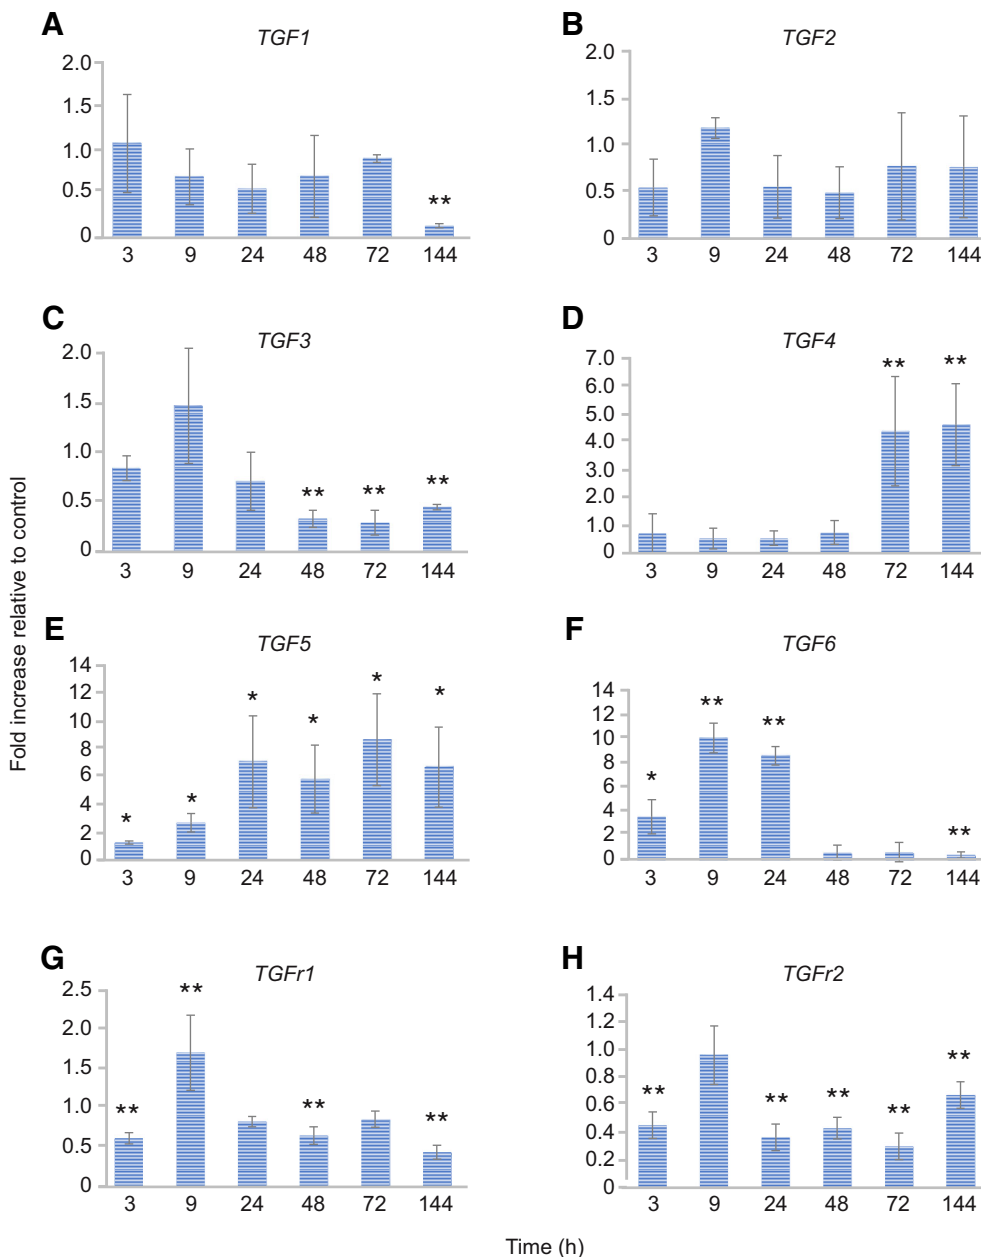 A
TGF1
2.0
1.5
1.0
0.5
0
**
3 9 24 48 72 144
B
TGF2
2.0
1.5
1.0
0.5
0
3 9 24 48 72 144
C
TGF3
2.0
1.5
1.0
0.5
0
** ** **
3 9 24 48 72 144
D
TGF4
7.0
6.0
5.0
4.0
3.0
2.0
1.0
0
** **
3 9 24 48 72 144
Fold increase relative to control
E
TGF5
14
12
10
8
6
4
2
0
* * * * * *
3 9 24 48 72 144
F
TGF6
14
12
10
8
6
4
2
0
* ** ** **
3 9 24 48 72 144
G
TGFr1
2.5
2.0
1.5
1.0
0.5
0
** ** ** **
3 9 24 48 72 144
H
TGFr2
1.4
1.2
1.0
0.8
0.6
0.4
0.2
0
** ** ** ** **
3 9 24 48 72 144
Time (h)